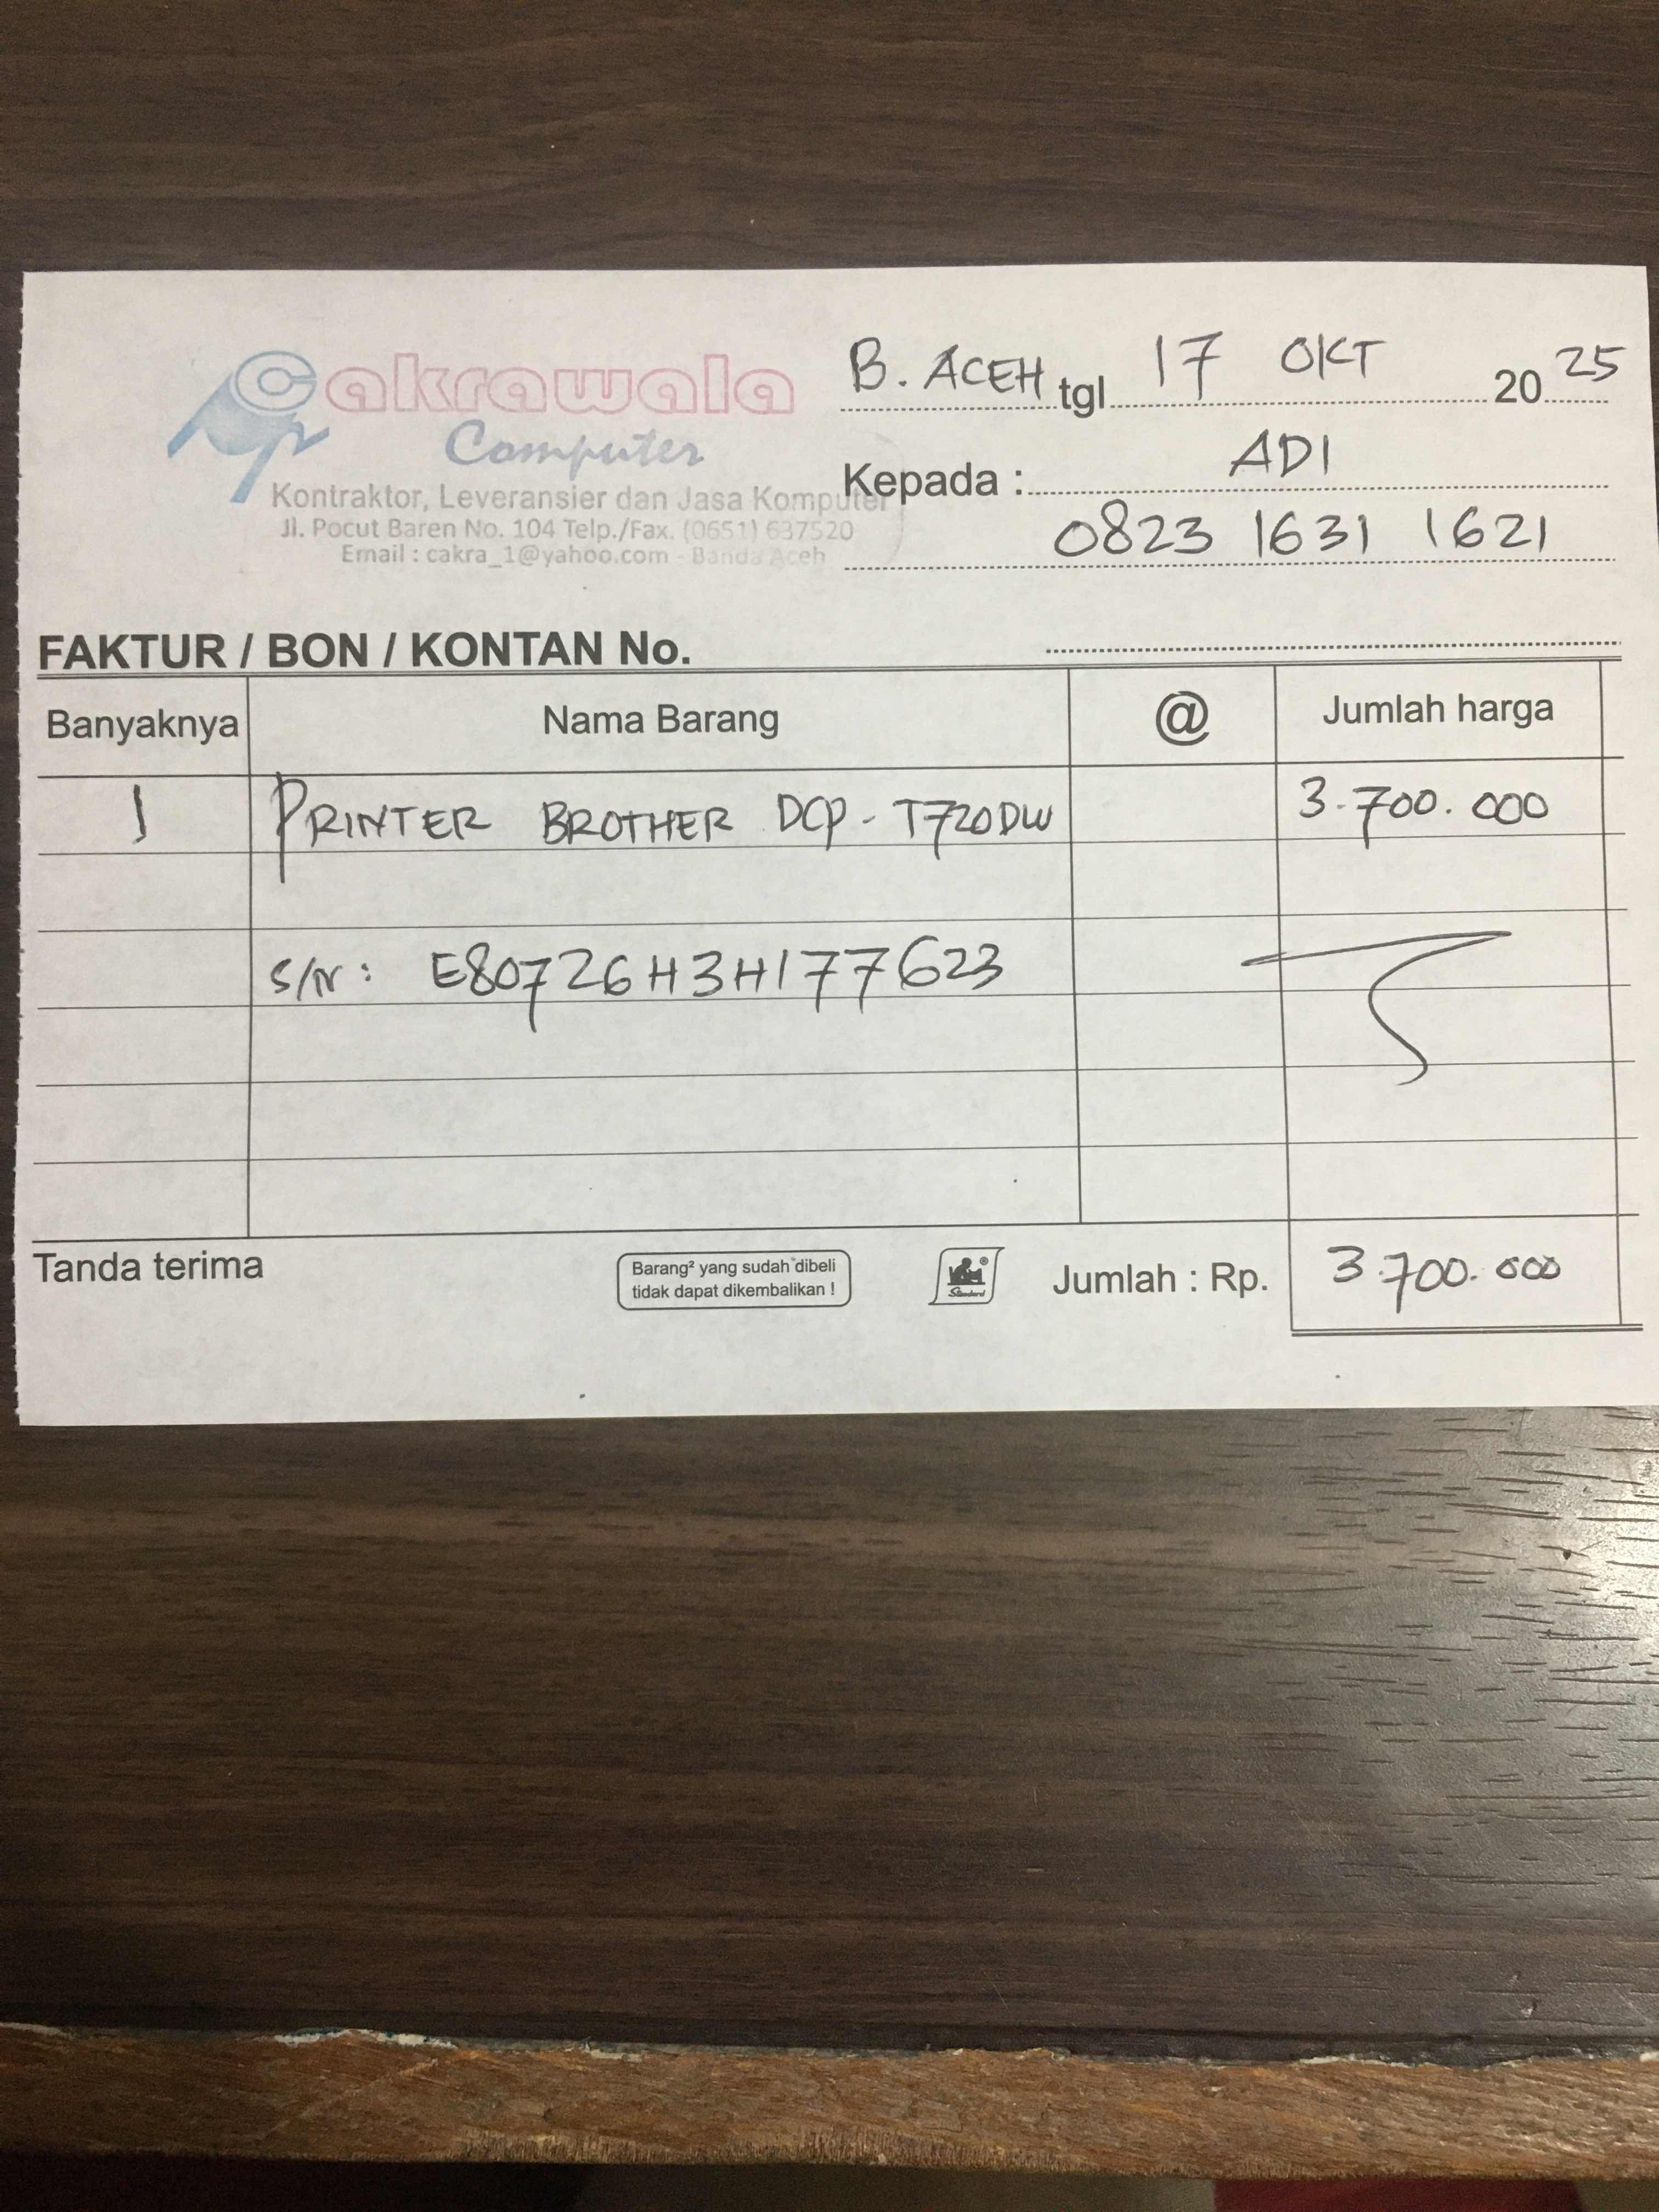 Cakrawala
Computer
Kontraktor, Leveransier dan Jasa Komputer
Jl. Pocut Baren No. 104 Telp./Fax. (0651) 637520
Email : cakra_1@yahoo.com - Banda Aceh
B. ACEH tgl 17 OKT 20 25
Kepada : ADI
0823 1631 1621
FAKTUR / BON / KONTAN No.
Banyaknya Nama Barang @ Jumlah harga
1 PRINTER BROTHER DCP - T720DW 3.700.000
S/N : E80726H3H177623
Tanda terima
Barang² yang sudah dibeli
tidak dapat dikembalikan !
Standard
Jumlah : Rp. 3.700.000